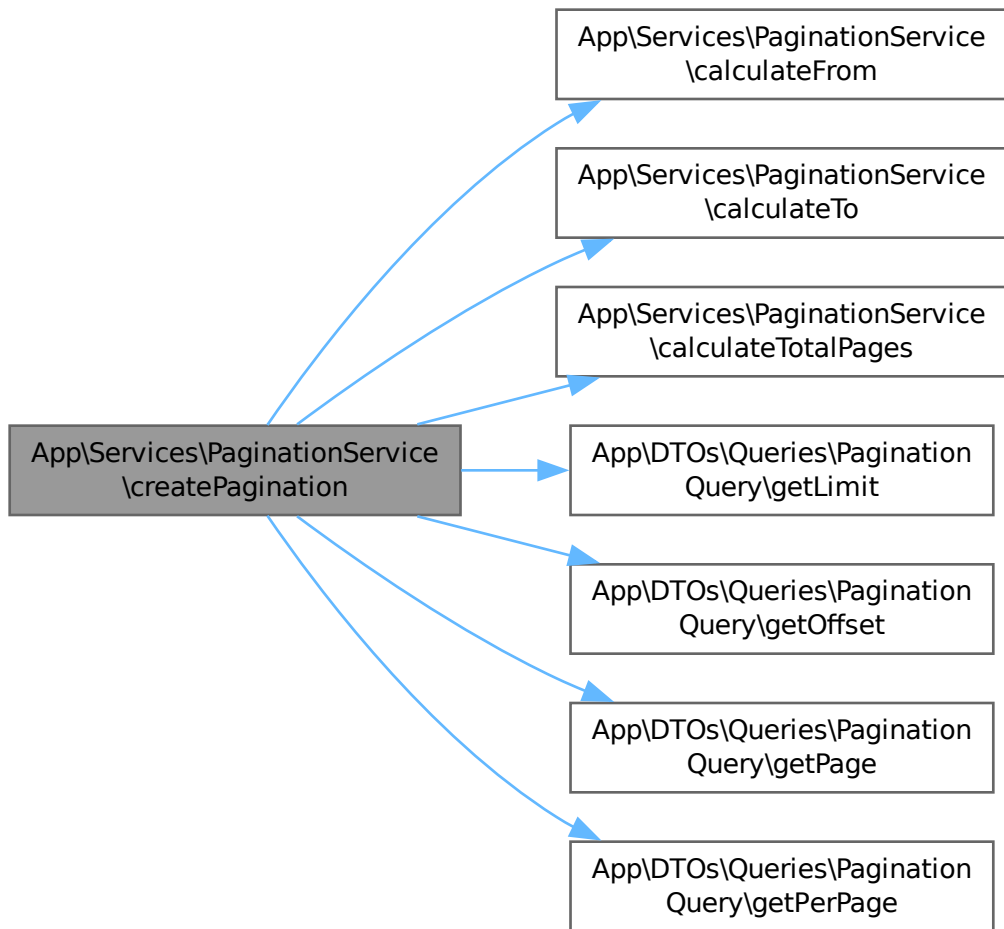 App\Services\PaginationService
\calculateFrom
App\Services\PaginationService
\calculateTo
App\Services\PaginationService
\calculateTotalPages
App\Services\PaginationService
\createPagination
App\DTOs\Queries\Pagination
Query\getLimit
App\DTOs\Queries\Pagination
Query\getOffset
App\DTOs\Queries\Pagination
Query\getPage
App\DTOs\Queries\Pagination
Query\getPerPage